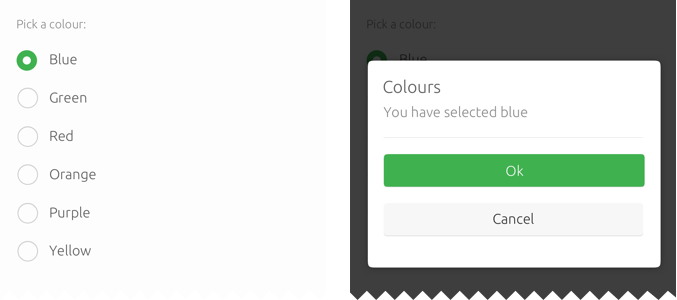 Pick a colour:
Blue
Green
Red
Orange
Purple
Yellow
Pick a colour:
Blue
Colours
You have selected blue
Ok
Cancel